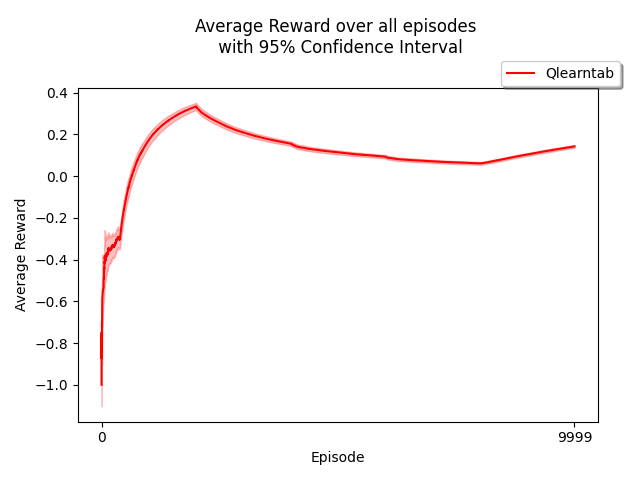 Average Reward over all episodes
with 95% Confidence Interval
Qlearntab
0.4
0.2
0.0
−0.2
−0.4
−0.6
−0.8
−1.0
Average Reward
0
9999
Episode